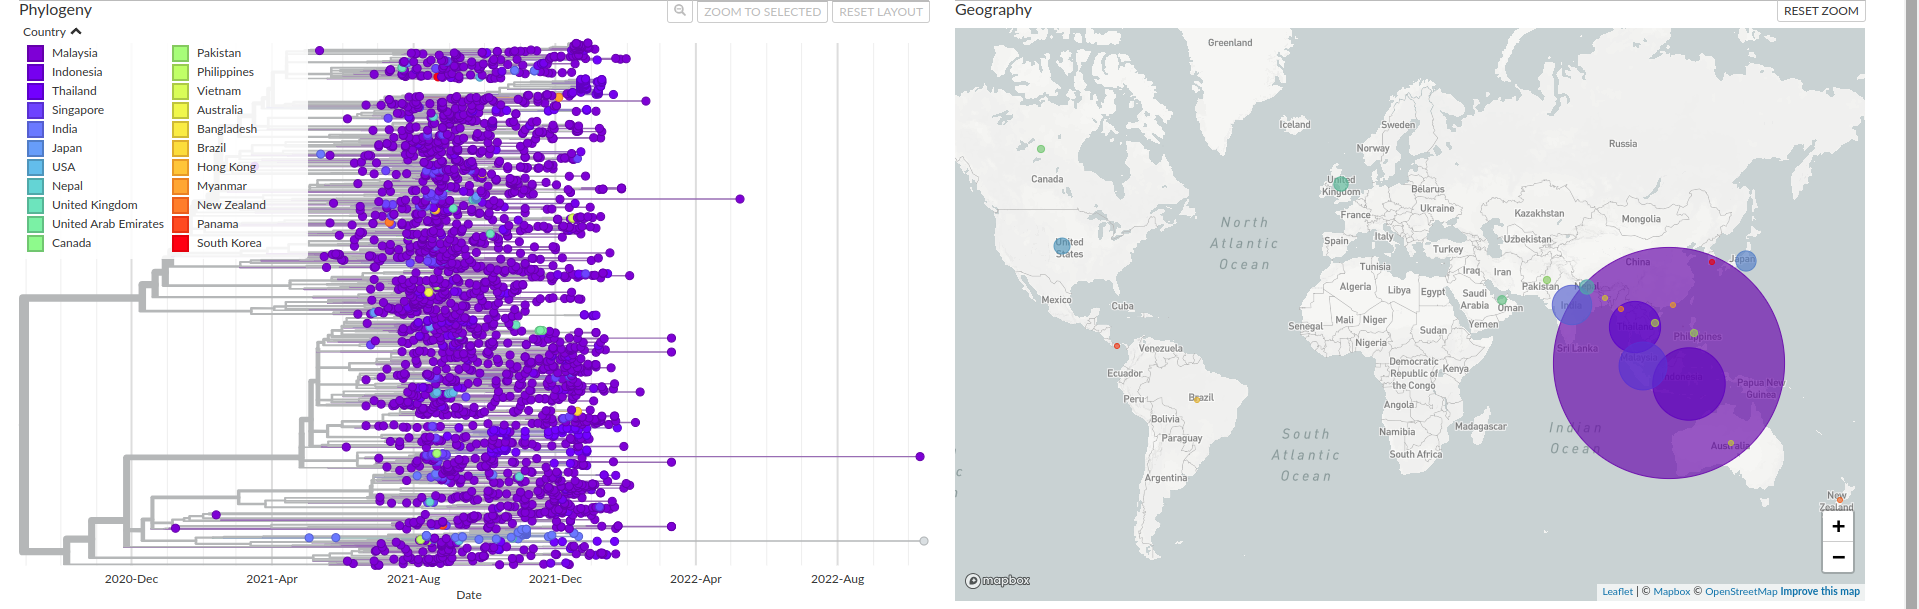 Phylogeny
ZOOM TO SELECTED
RESET LAYOUT
Country
Malaysia
Indonesia
Thailand
Singapore
India
Japan
USA
Nepal
United Kingdom
United Arab Emirates
Canada
Pakistan
Philippines
Vietnam
Australia
Bangladesh
Brazil
Hong Kong
Myanmar
New Zealand
Panama
South Korea
2020-Dec
2021-Apr
2021-Aug
2021-Dec
2022-Apr
2022-Aug
Date
Geography
RESET ZOOM
Greenland
Iceland
Sweden
Norway
Russia
Canada
United
Kingdom
Belarus
Ukraine
France
Kazakhstan
Mongolia
North
Atlantic
Ocean
United
States
Spain
Italy
Turkey
Uzbekistan
China
Japan
Tunisia
Iraq
Iran
Algeria
Libya
Egypt
Saudi
Arabia
Pakistan
Nepal
Oman
India
Mexico
Cuba
Mali
Niger
Senegal
Sudan
Yemen
Thailand
Philippines
Nigeria
Venezuela
Sri Lanka
Democratic
Republic of
the Congo
Kenya
Malaysia
Indonesia
Ecuador
Papua New
Guinea
Peru
Brazil
Angola
Bolivia
Namibia
Madagascar
Indian
Ocean
Paraguay
South
Atlantic
Ocean
South Africa
Australia
Argentina
New
Zealand
+
−
mapbox
Leaflet | © Mapbox © OpenStreetMap Improve this map